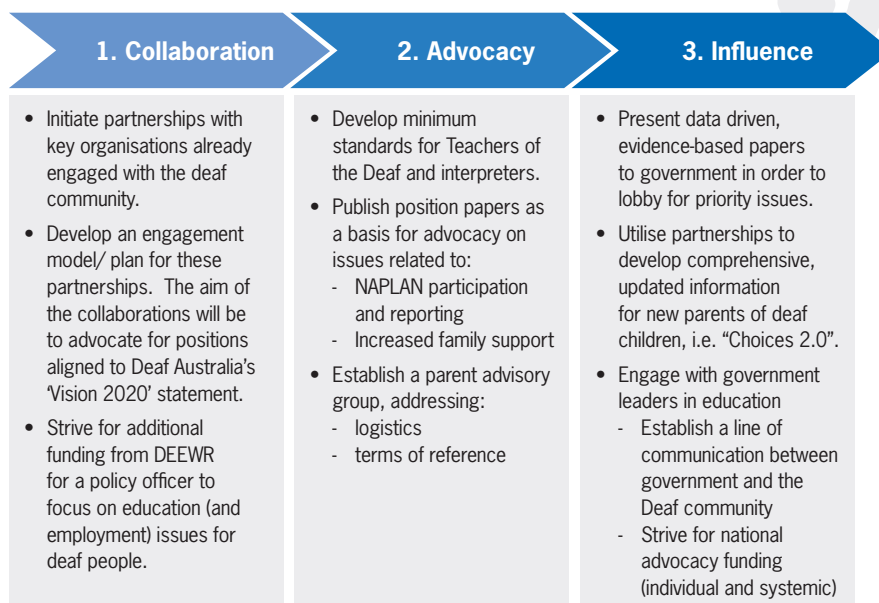 1. Collaboration
• Initiate partnerships with
key organisations already
engaged with the deaf
community.
• Develop an engagement
model/ plan for these
partnerships.  The aim of
the collaborations will be
to advocate for positions
aligned to Deaf Australia’s
‘Vision 2020’ statement.
• Strive for additional
funding from DEEWR
for a policy officer to
focus on education (and
employment) issues for
deaf people.
2. Advocacy
• Develop minimum
standards for Teachers of
the Deaf and interpreters.
• Publish position papers as
a basis for advocacy on
issues related to:
- NAPLAN participation
and reporting
- Increased family support
• Establish a parent advisory
group, addressing:
- logistics
- terms of reference
3. Influence
• Present data driven,
evidence-based papers
to government in order to
lobby for priority issues.
• Utilise partnerships to
develop comprehensive,
updated information
for new parents of deaf
children, i.e. “Choices 2.0”.
• Engage with government
leaders in education
- Establish a line of
communication between
government and the
Deaf community
- Strive for national
advocacy funding
(individual and systemic)